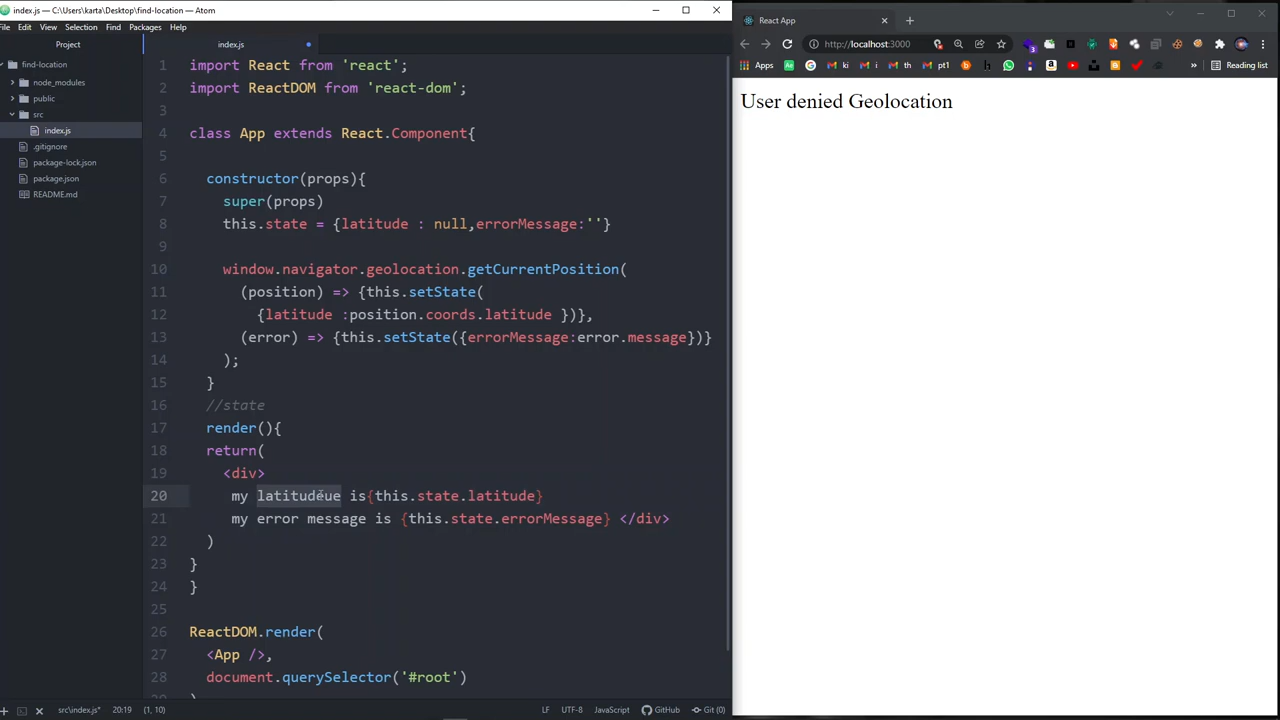 index.js — C:\Users\karta\Desktop\find-location — Atom
File Edit View Selection Find Packages Help
Project
find-location
node_modules
public
src
index.js
.gitignore
package-lock.json
package.json
README.md
index.js
1 import React from 'react';
2 import ReactDOM from 'react-dom';
3
4 class App extends React.Component{
5
6 constructor(props){
7 super(props)
8 this.state = {latitude : null,errorMessage:''}
9
10 window.navigator.geolocation.getCurrentPosition(
11 (position) => {this.setState(
12 {latitude :position.coords.latitude })},
13 (error) => {this.setState({errorMessage:error.message})}
14 );
15 }
16 //state
17 render(){
18 return(
19 <div>
20 my latitudeue is{this.state.latitude}
21 my error message is {this.state.errorMessage} </div>
22 )
23 }
24 }
25
26 ReactDOM.render(
27 <App />,
28 document.querySelector('#root')
src\index.js* 20:19 (1, 10)
LF UTF-8 JavaScript GitHub Git (0)
React App
http://localhost:3000
Apps ki i th pt1 Reading list
User denied Geolocation